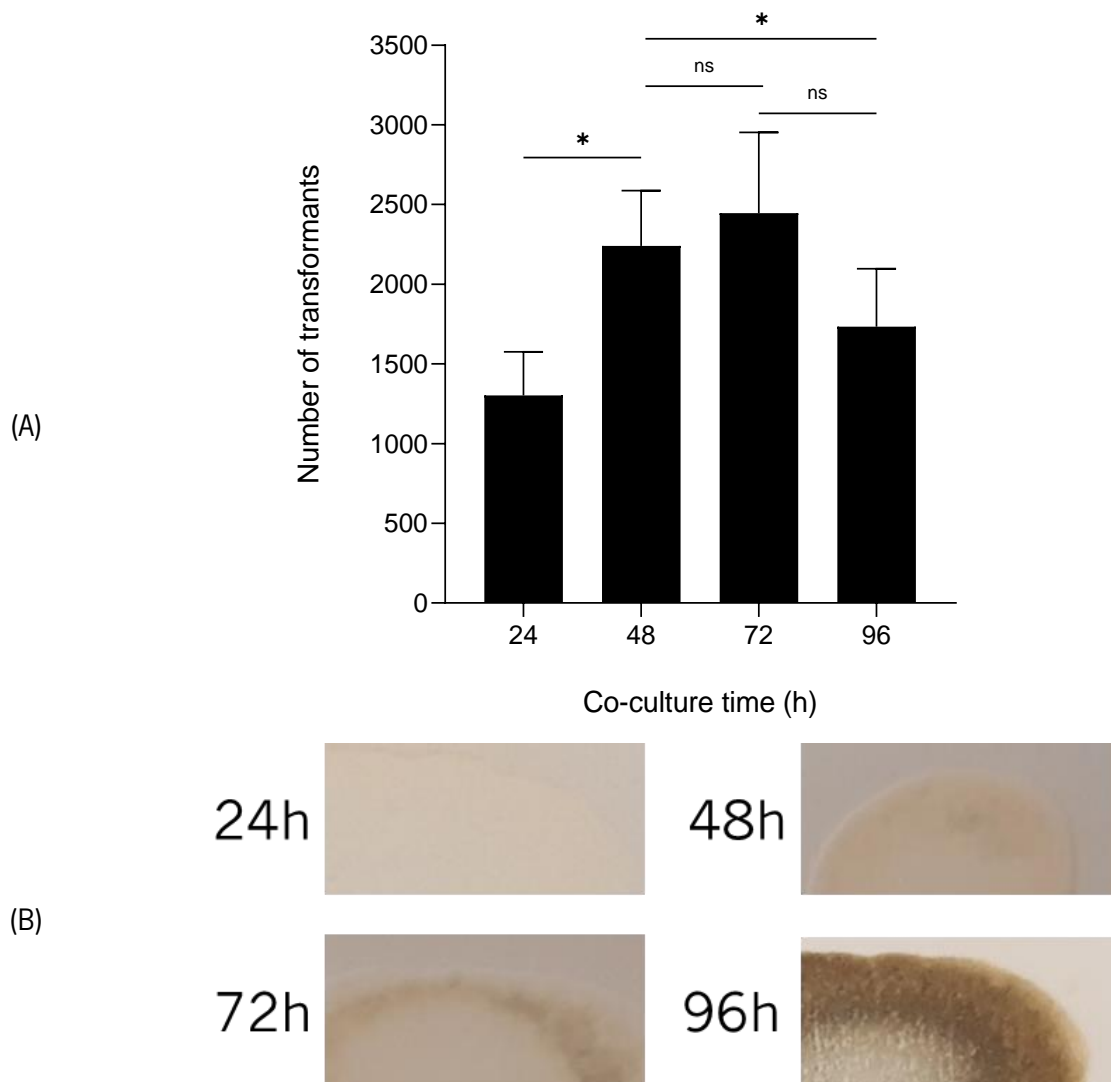 3500
*
ns
3000
ns
*
2500
Number of transformants
2000
1500
(A)
1000
500
0
24 48 72 96
Co-culture time (h)
24h 48h
(B)
72h 96h